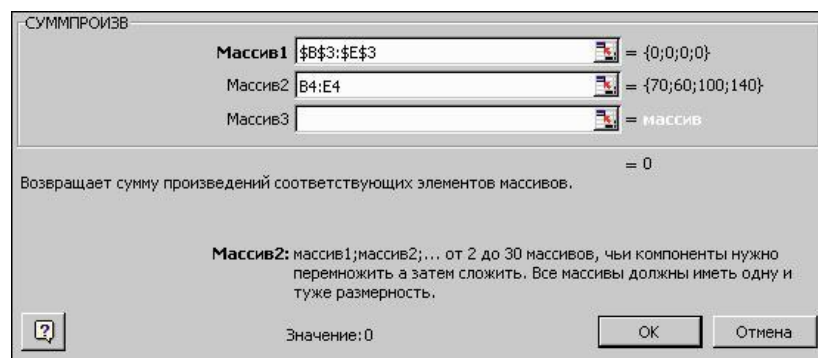 СУММПРОИЗВ
Массив1 $B$3:$E$3 = {0;0;0;0}
Массив2 B4:E4 = {70;60;100;140}
Массив3 = массив
= 0
Возвращает сумму произведений соответствующих элементов массивов.
Массив2: массив1;массив2;... от 2 до 30 массивов, чьи компоненты нужно
перемножить а затем сложить. Все массивы должны иметь одну и
туже размерность.
Значение:0 ОК Отмена